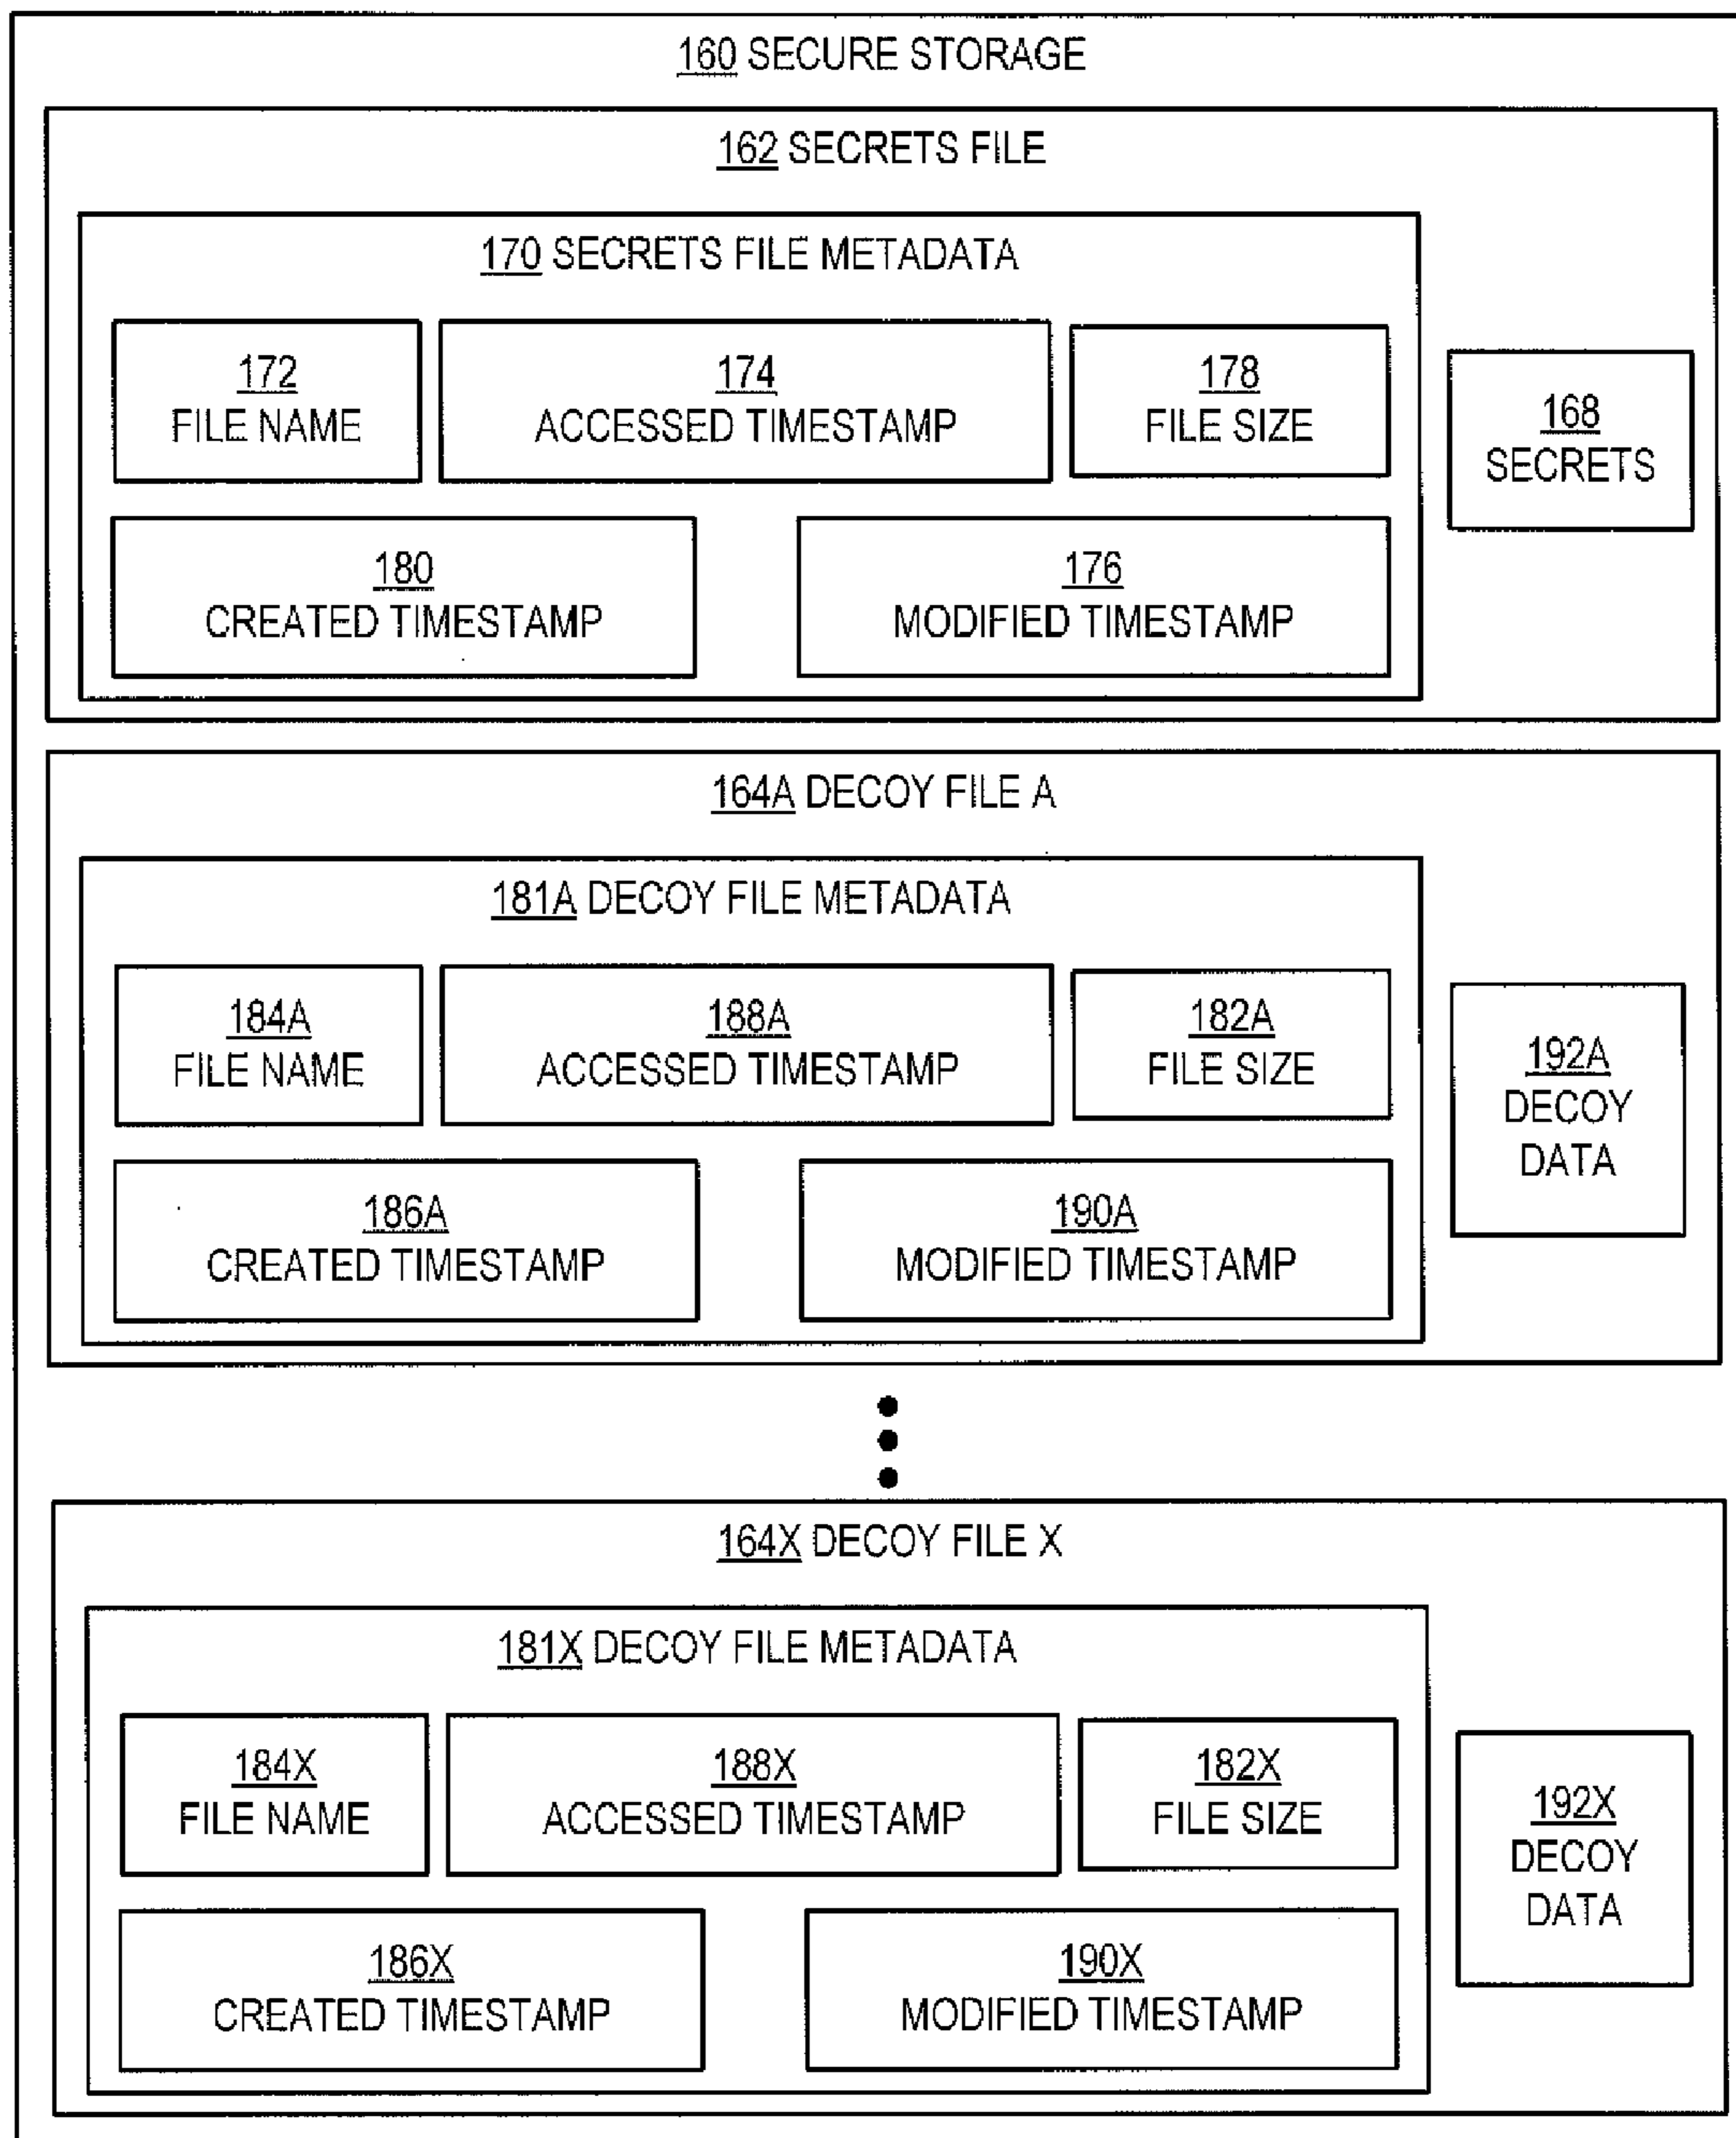 160 SECURE STORAGE
162 SECRETS FILE
170 SECRETS FILE METADATA
172
FILE NAME
174
ACCESSED TIMESTAMP
178
FILE SIZE
168
SECRETS
180
CREATED TIMESTAMP
176
MODIFIED TIMESTAMP
164A DECOY FILE A
181A DECOY FILE METADATA
184A
FILE NAME
188A
ACCESSED TIMESTAMP
182A
FILE SIZE
192A
DECOY
DATA
186A
CREATED TIMESTAMP
190A
MODIFIED TIMESTAMP
164X DECOY FILE X
181X DECOY FILE METADATA
184X
FILE NAME
188X
ACCESSED TIMESTAMP
182X
FILE SIZE
192X
DECOY
DATA
186X
CREATED TIMESTAMP
190X
MODIFIED TIMESTAMP